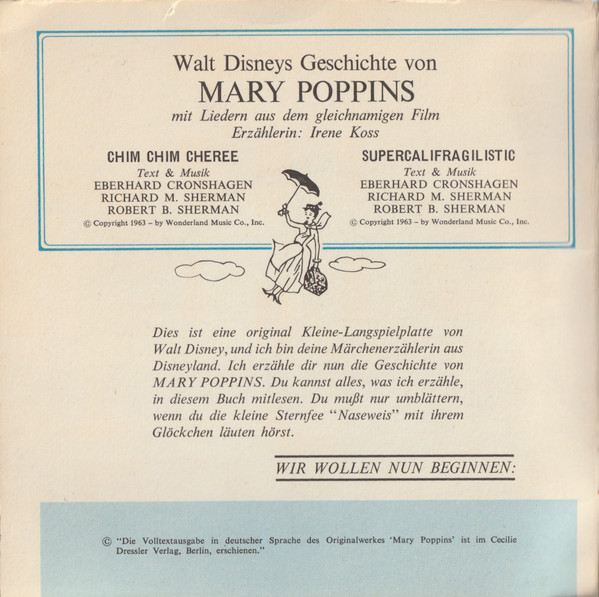 Walt Disneys Geschichte von
MARY POPPINS
mit Liedern aus dem gleichnamigen Film
Erzählerin: Irene Koss
CHIM CHIM CHEREE
Text & Musik
EBERHARD CRONSHAGEN
RICHARD M. SHERMAN
ROBERT B. SHERMAN
© Copyright 1963 – by Wonderland Music Co., Inc.
SUPERCALIFRAGILISTIC
Text & Musik
EBERHARD CRONSHAGEN
RICHARD M. SHERMAN
ROBERT B. SHERMAN
© Copyright 1963 – by Wonderland Music Co., Inc.
Dies ist eine original Kleine-Langspielplatte von
Walt Disney, und ich bin deine Märchenerzählerin aus
Disneyland. Ich erzähle dir nun die Geschichte von
MARY POPPINS. Du kannst alles, was ich erzähle,
in diesem Buch mitlesen. Du mußt nur umblättern,
wenn du die kleine Sternfee "Naseweis" mit ihrem
Glöckchen läuten hörst.
WIR WOLLEN NUN BEGINNEN:
© "Die Volltextausgabe in deutscher Sprache des Originalwerkes 'Mary Poppins' ist im Cecilie
Dressler Verlag, Berlin, erschienen."